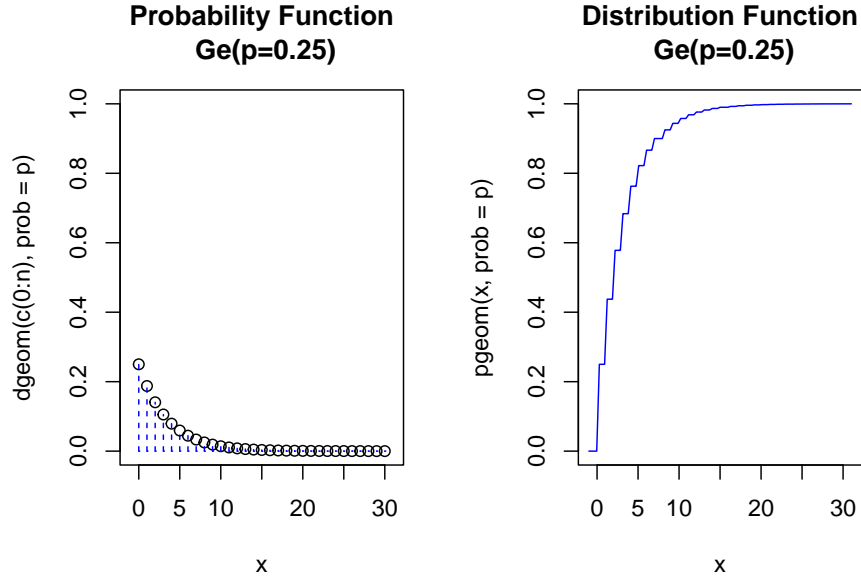 Probability Function
Ge(p=0.25)
dgeom(c(0:n), prob = p)
1.0
0.8
0.6
0.4
0.2
0.0
0 5 10 20 30
x
Distribution Function
Ge(p=0.25)
pgeom(x, prob = p)
1.0
0.8
0.6
0.4
0.2
0.0
0 5 10 20 30
x